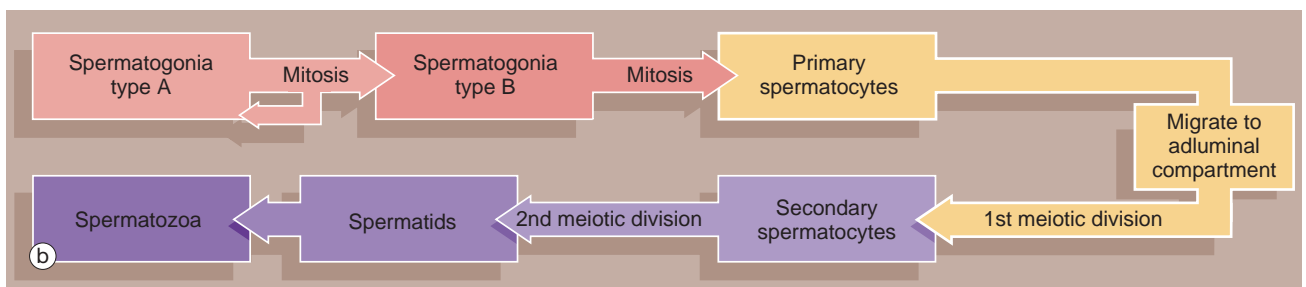 Spermatogonia
type A
Mitosis
Spermatogonia
type B
Mitosis
Primary
spermatocytes
Migrate to
adluminal
compartment
1st meiotic division
Secondary
spermatocytes
2nd meiotic division
Spermatids
Spermatozoa
b